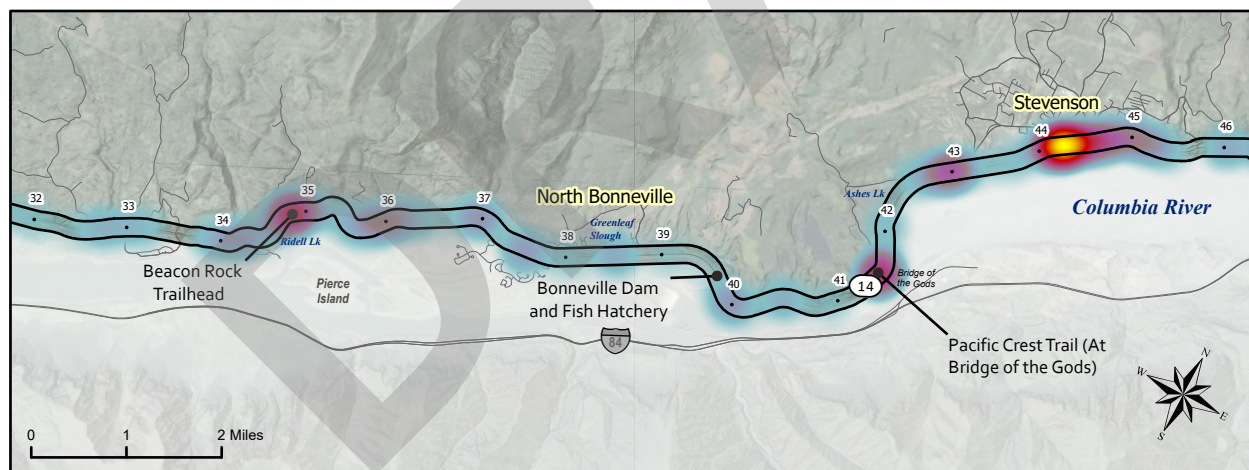 Stevenson
44
45
46
43
32
33
34
35
36
37
North Bonneville
38
Greenleaf
Slough
39
Ashes Lk
42
Columbia River
Ridell Lk
Beacon Rock
Trailhead
Pierce
Island
Bonneville Dam
and Fish Hatchery
40
41
14
Bridge of
the Gods
84
Pacific Crest Trail (At
Bridge of the Gods)
N
W
E
S
0 1 2 Miles